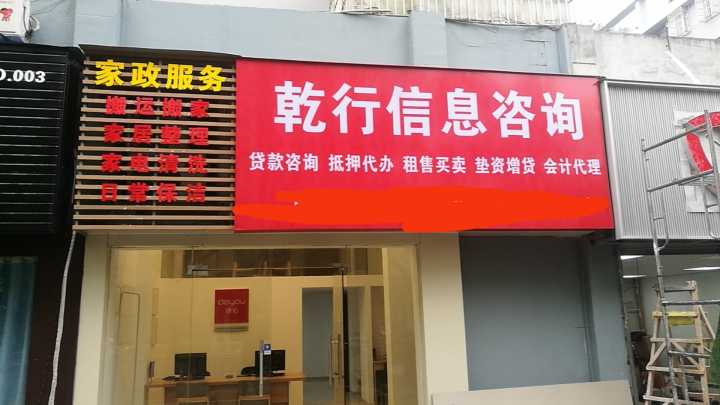 O.003
家政服务
搬运搬家
家居整理
家电清洗
日常保洁
乾行信息咨询
贷款咨询 抵押代办 租售买卖 垫资增贷 会计代理